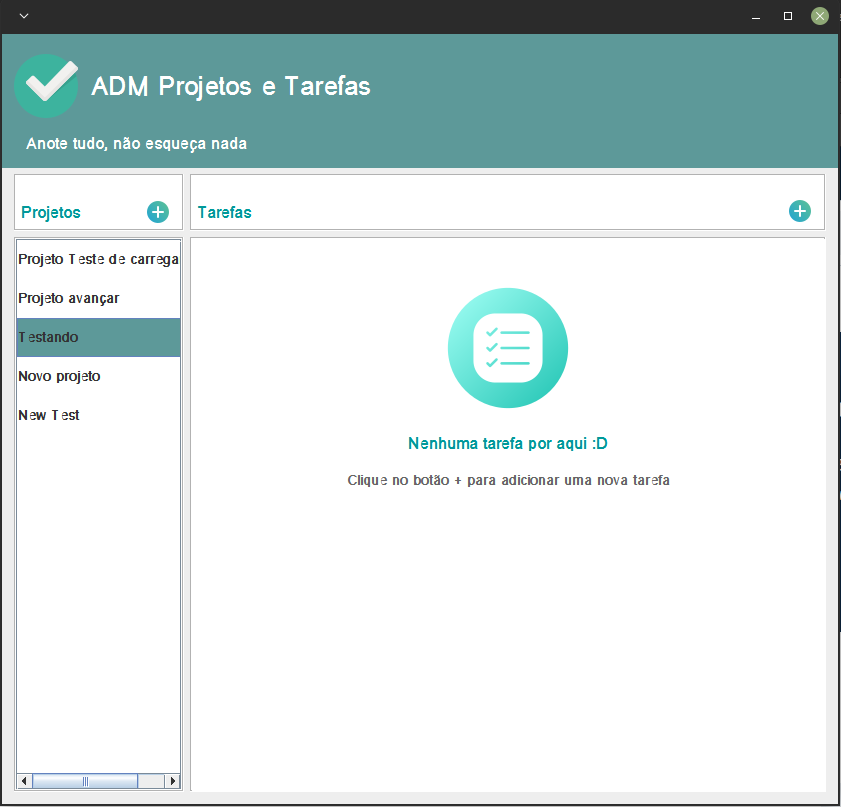 ADM Projetos e Tarefas
Anote tudo, não esqueça nada
Projetos
Tarefas
Projeto Teste de carrega
Projeto avançar
Testando
Novo projeto
New Test
Nenhuma tarefa por aqui :D
Clique no botão + para adicionar uma nova tarefa